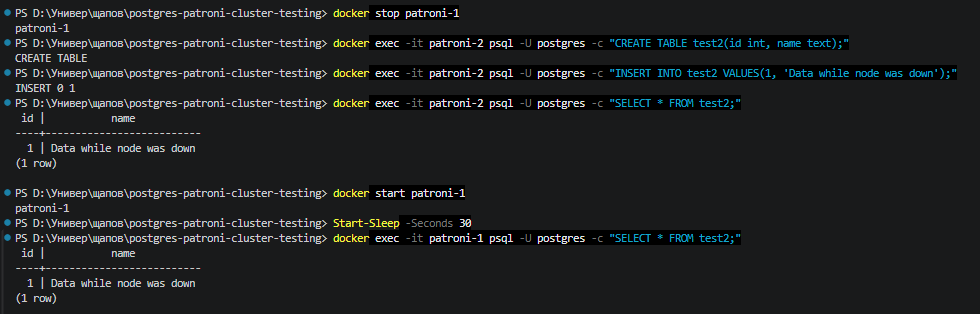 PS D:\Универ\щапов\postgres-patroni-cluster-testing> docker stop patroni-1
patroni-1
PS D:\Универ\щапов\postgres-patroni-cluster-testing> docker exec -it patroni-2 psql -U postgres -c "CREATE TABLE test2(id int, name text);"
CREATE TABLE
PS D:\Универ\щапов\postgres-patroni-cluster-testing> docker exec -it patroni-2 psql -U postgres -c "INSERT INTO test2 VALUES(1, 'Data while node was down');"
INSERT 0 1
PS D:\Универ\щапов\postgres-patroni-cluster-testing> docker exec -it patroni-2 psql -U postgres -c "SELECT * FROM test2;"
 id |           name
----+--------------------------
  1 | Data while node was down
(1 row)
PS D:\Универ\щапов\postgres-patroni-cluster-testing> docker start patroni-1
patroni-1
PS D:\Универ\щапов\postgres-patroni-cluster-testing> Start-Sleep -Seconds 30
PS D:\Универ\щапов\postgres-patroni-cluster-testing> docker exec -it patroni-1 psql -U postgres -c "SELECT * FROM test2;"
 id |           name
----+--------------------------
  1 | Data while node was down
(1 row)